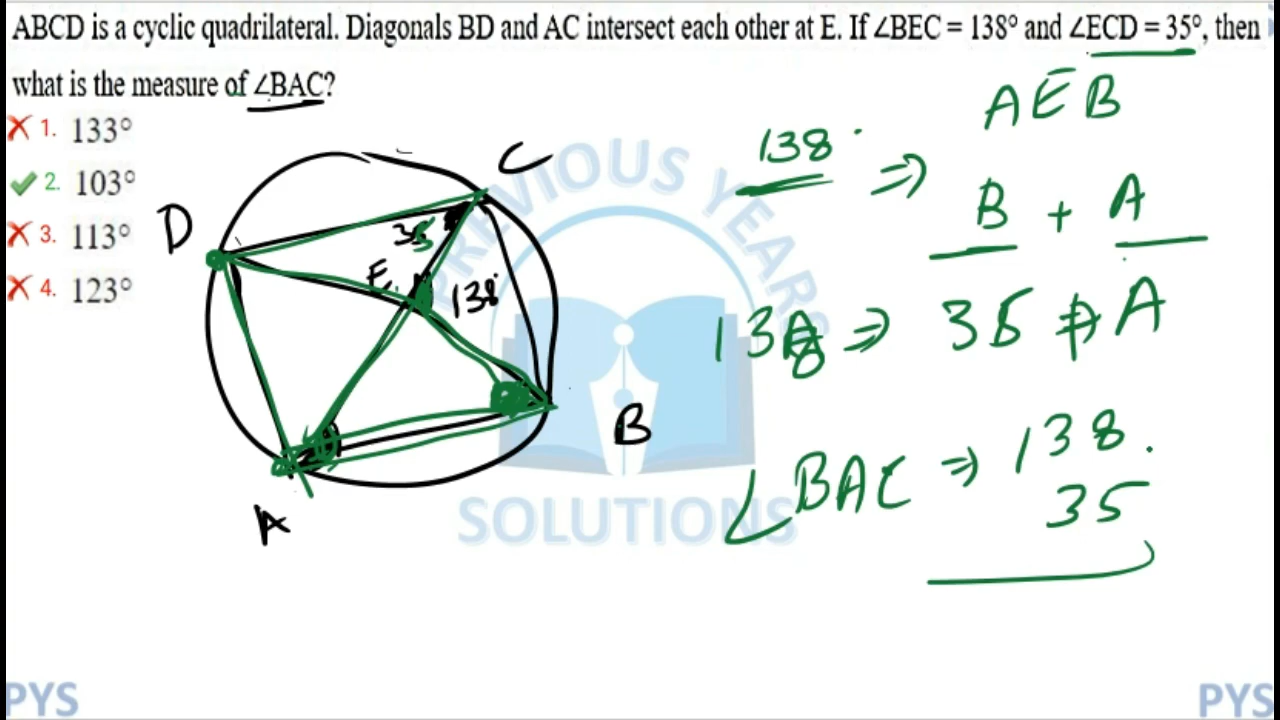 ABCD is a cyclic quadrilateral. Diagonals BD and AC intersect each other at E. If ∠BEC = 138° and ∠ECD = 35°, then
what is the measure of ∠BAC?
1. 133°
2. 103°
3. 113°
4. 123°
AEB
138 ⇒
B + A
138 ⇒ 35 + A
∠BAC ⇒ 138
35
D
C
35
E
138
B
A
PREVIOUS YEARS
SOLUTIONS
PYS
PYS